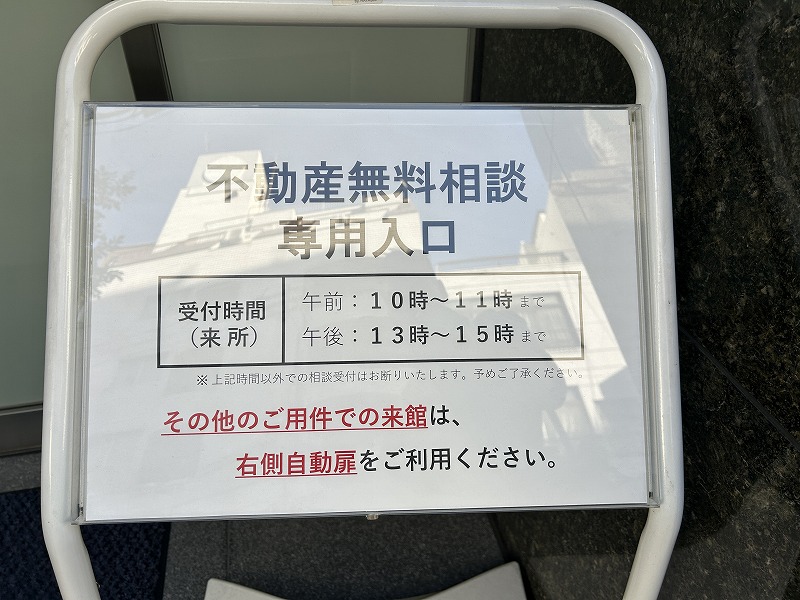 不動産無料相談
専用入口
受付時間
（来 所）
午前：１０時～１１時 まで
午後：１３時～１５時 まで
※ 上記時間以外での相談受付はお断りいたします。予めご了承ください。
その他のご用件での来館は、
右側自動扉をご利用ください。